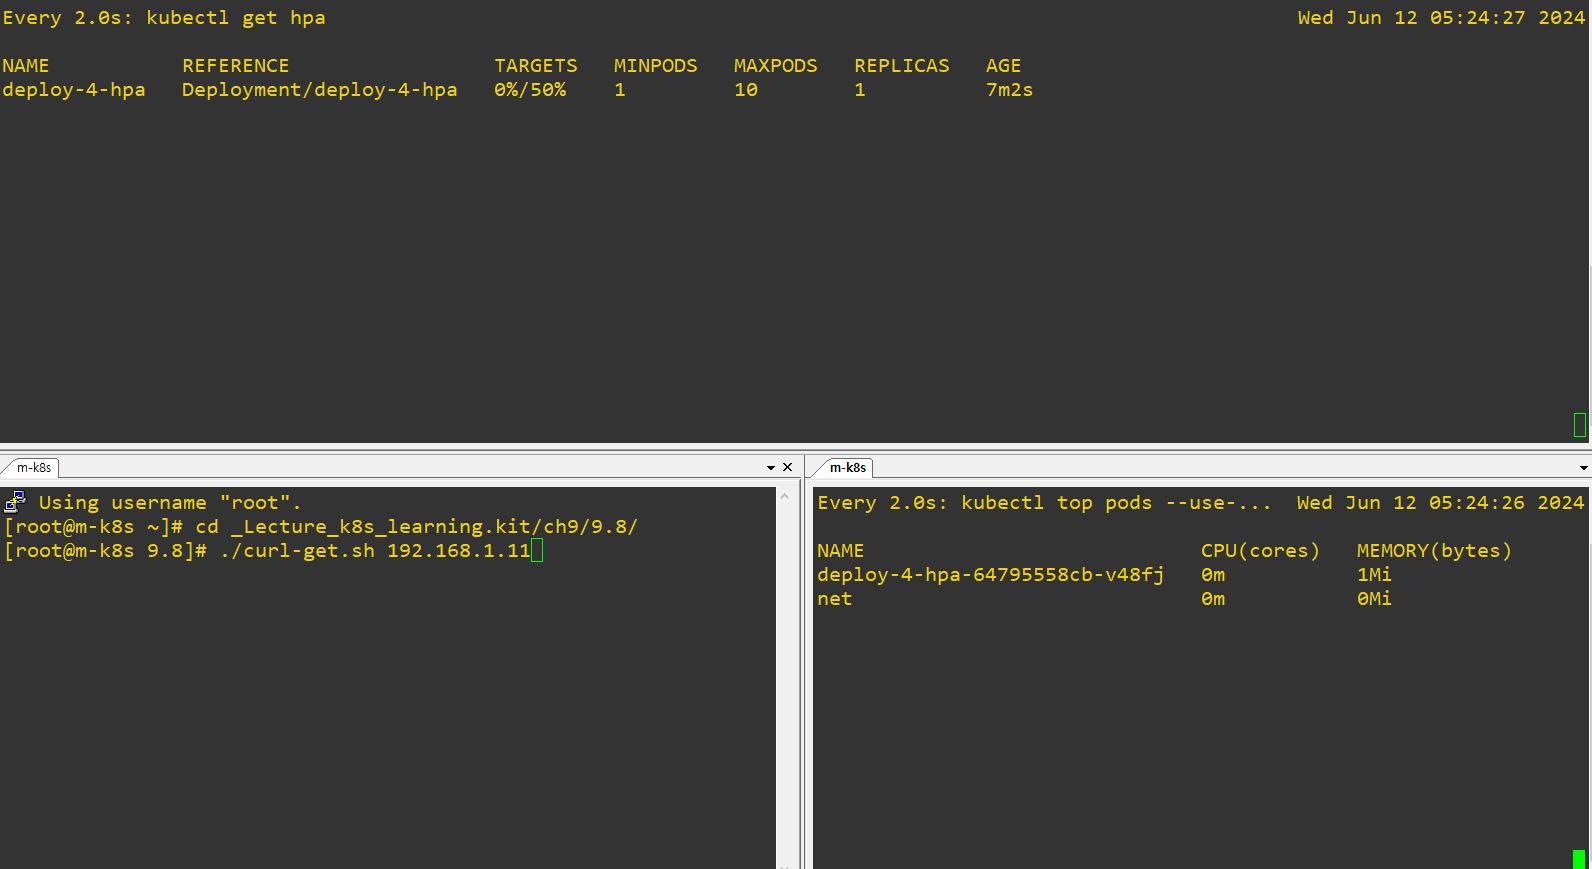 Every 2.0s: kubectl get hpa Wed Jun 12 05:24:27 2024
NAME REFERENCE TARGETS MINPODS MAXPODS REPLICAS AGE
deploy-4-hpa Deployment/deploy-4-hpa 0%/50% 1 10 1 7m2s
m-k8s
Using username "root".
[root@m-k8s ~]# cd _Lecture_k8s_learning.kit/ch9/9.8/
[root@m-k8s 9.8]# ./curl-get.sh 192.168.1.11
m-k8s
Every 2.0s: kubectl top pods --use-... Wed Jun 12 05:24:26 2024
NAME CPU(cores) MEMORY(bytes)
deploy-4-hpa-64795558cb-v48fj 0m 1Mi
net 0m 0Mi